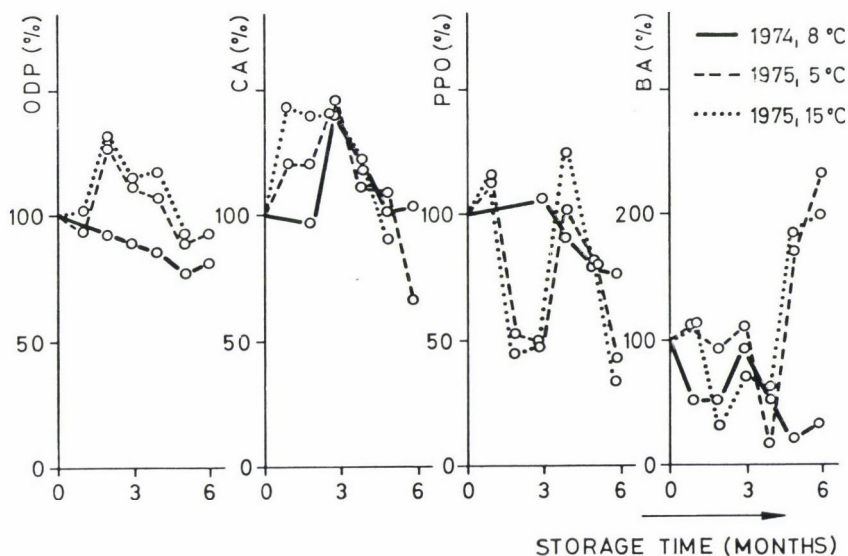 ODP (%)
100
50
0
0 3 6
CA (%)
100
50
0
0 3 6
PPO (%)
100
50
0
0 3 6
BA (%)
200
100
0
0 3 6
1974, 8 °C
1975, 5 °C
1975, 15 °C
STORAGE TIME (MONTHS)